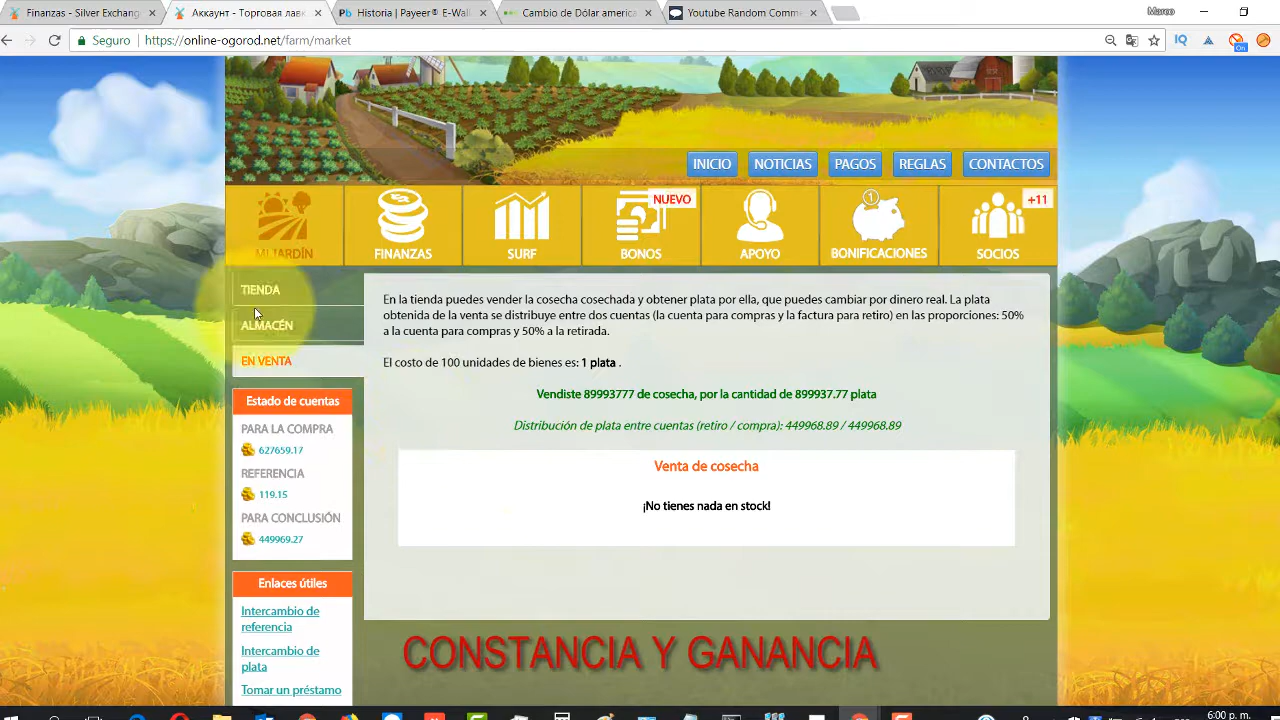 Finanzas - Silver Exchang
Аккаунт - Торговая лавк
Historia | Payeer® E-Wall
Cambio de Dólar america
Youtube Random Comme
Marco
Seguro
https://online-ogorod.net/farm/market
On
INICIO
NOTICIAS
PAGOS
REGLAS
CONTACTOS
NUEVO
+11
MI JARDÍN
FINANZAS
SURF
BONOS
APOYO
BONIFICACIONES
SOCIOS
TIENDA
ALMACÉN
EN VENTA
Estado de cuentas
PARA LA COMPRA
627659.17
REFERENCIA
119.15
PARA CONCLUSIÓN
449969.27
Enlaces útiles
Intercambio de
referencia
Intercambio de
plata
Tomar un préstamo
En la tienda puedes vender la cosecha cosechada y obtener plata por ella, que puedes cambiar por dinero real. La plata
obtenida de la venta se distribuye entre dos cuentas (la cuenta para compras y la factura para retiro) en las proporciones: 50%
a la cuenta para compras y 50% a la retirada.
El costo de 100 unidades de bienes es: 1 plata .
Vendiste 89993777 de cosecha, por la cantidad de 899937.77 plata
Distribución de plata entre cuentas (retiro / compra): 449968.89 / 449968.89
Venta de cosecha
¡No tienes nada en stock!
CONSTANCIA Y GANANCIA
6:00 p. m.